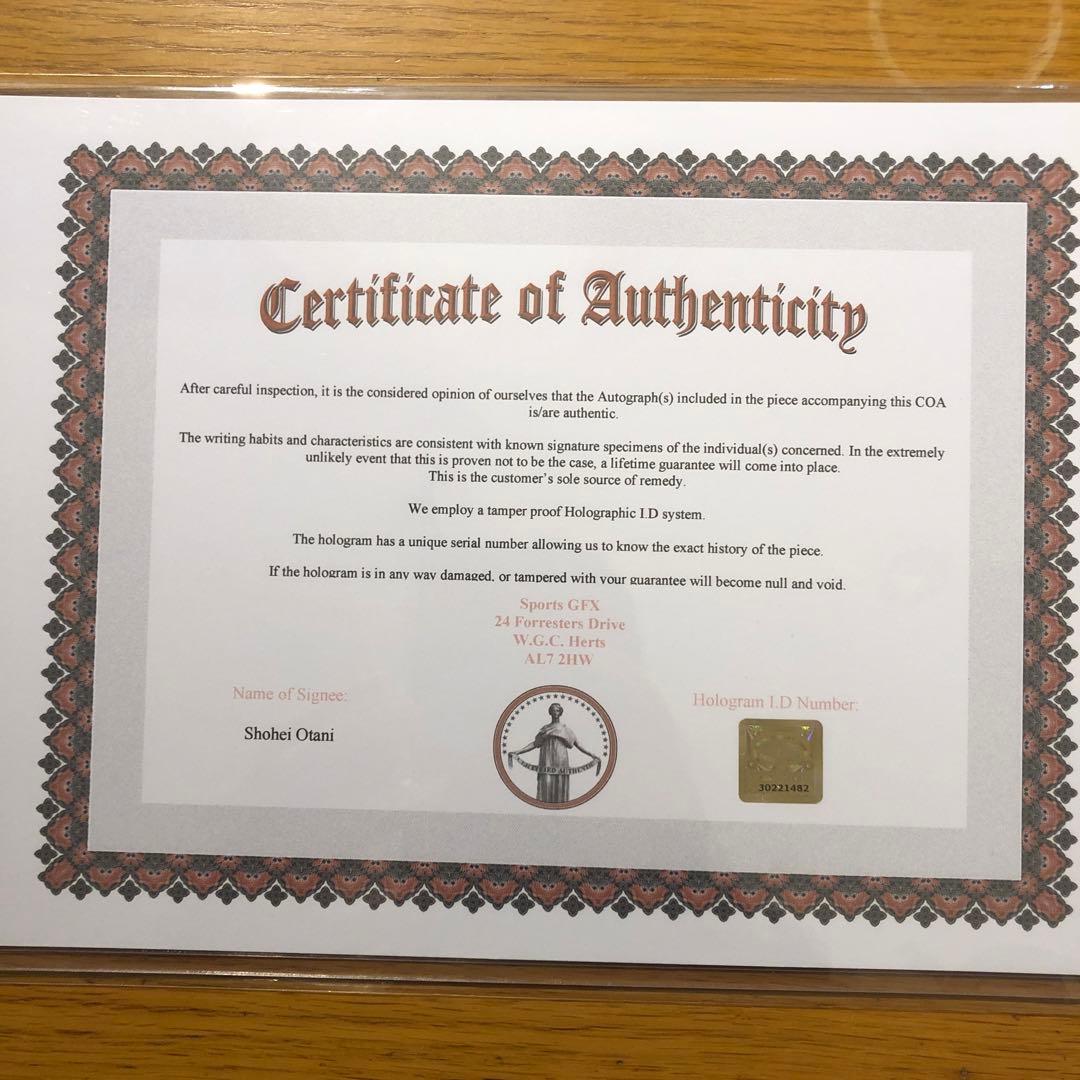 Certificate of Authenticity
After careful inspection, it is the considered opinion of ourselves that the Autograph(s) included in the piece accompanying this COA
is/are authentic.
The writing habits and characteristics are consistent with known signature specimens of the individual(s) concerned. In the extremely
unlikely event that this is proven not to be the case, a lifetime guarantee will come into place.
This is the customer's sole source of remedy.
We employ a tamper proof Holographic I.D system.
The hologram has a unique serial number allowing us to know the exact history of the piece.
If the hologram is in any way damaged, or tampered with your guarantee will become null and void.
Sports GFX
24 Forresters Drive
W.G.C. Herts
AL7 2HW
Name of Signee:
Hologram I.D Number:
Shohei Otani
30221482